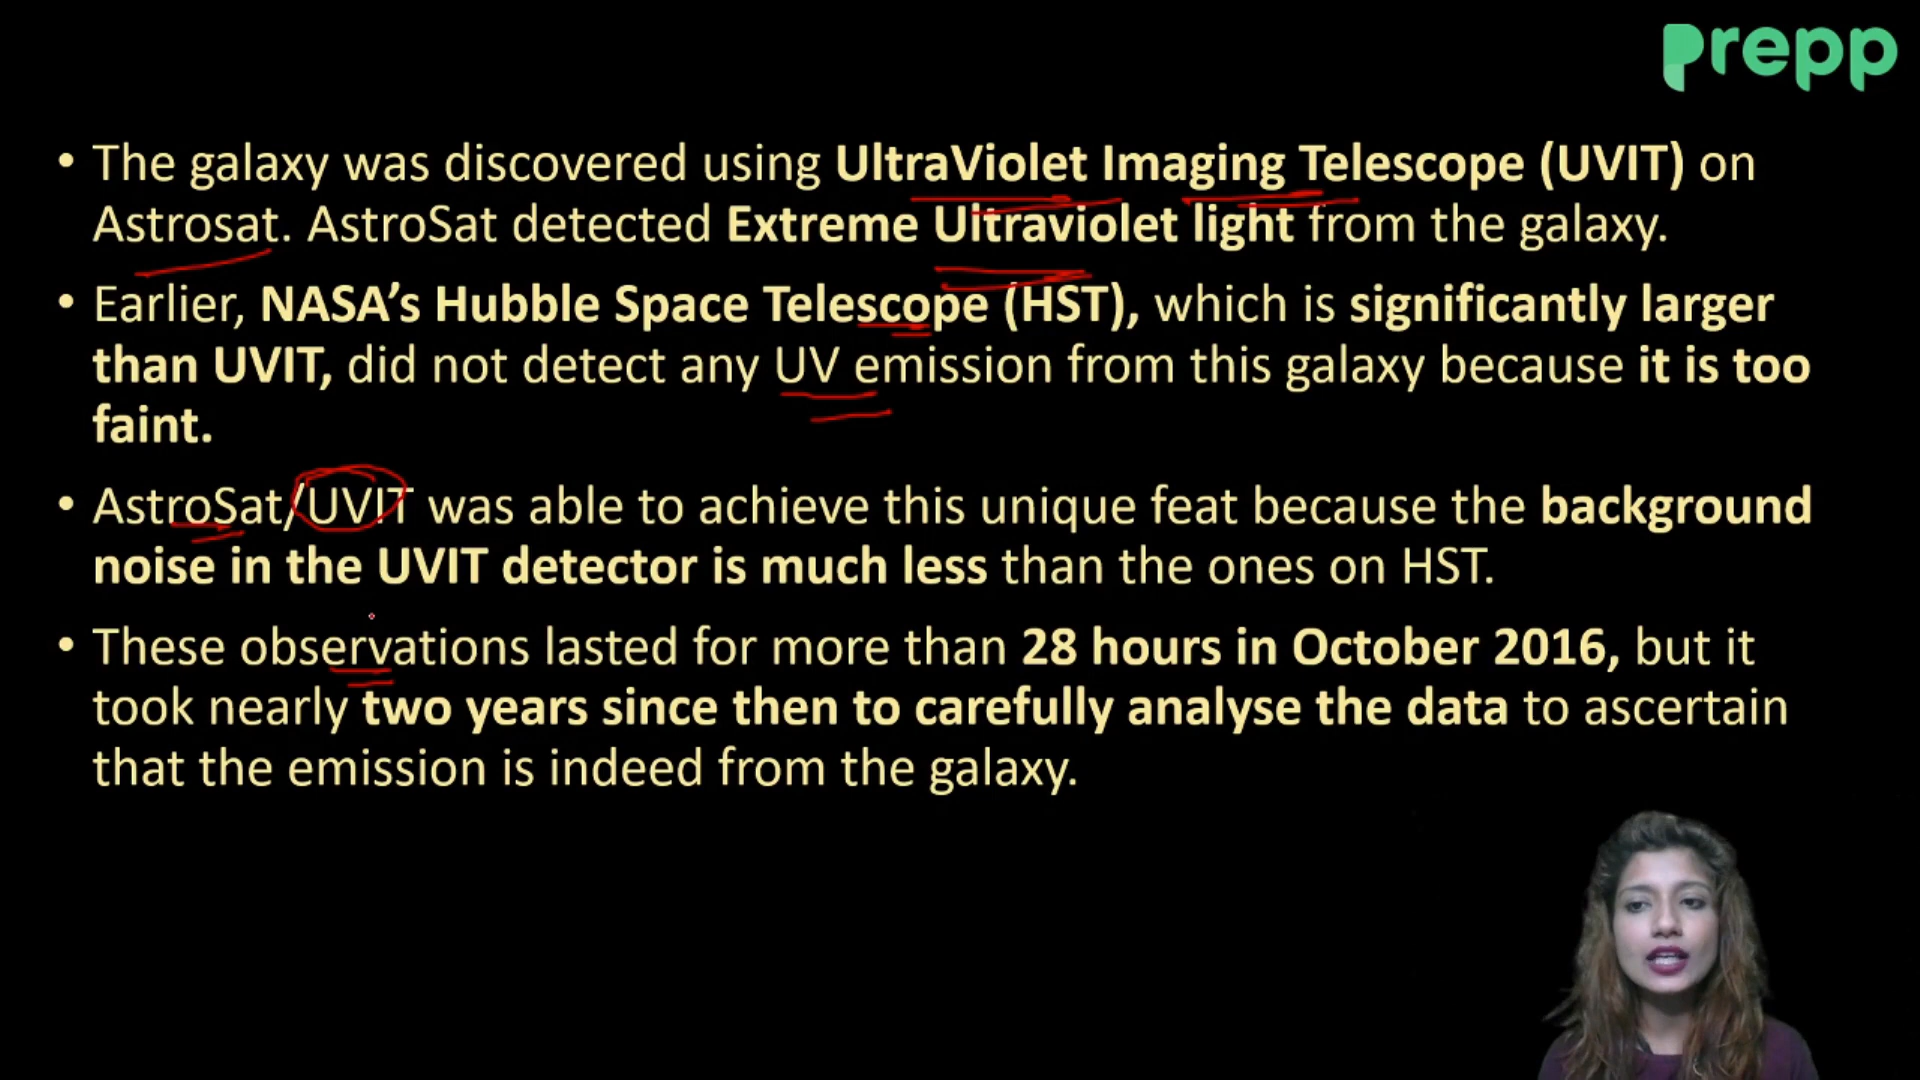 prepp
• The galaxy was discovered using UltraViolet Imaging Telescope (UVIT) on
Astrosat. AstroSat detected Extreme Ultraviolet light from the galaxy.
• Earlier, NASA’s Hubble Space Telescope (HST), which is significantly larger
than UVIT, did not detect any UV emission from this galaxy because it is too
faint.
• AstroSat/UVIT was able to achieve this unique feat because the background
noise in the UVIT detector is much less than the ones on HST.
• These observations lasted for more than 28 hours in October 2016, but it
took nearly two years since then to carefully analyse the data to ascertain
that the emission is indeed from the galaxy.